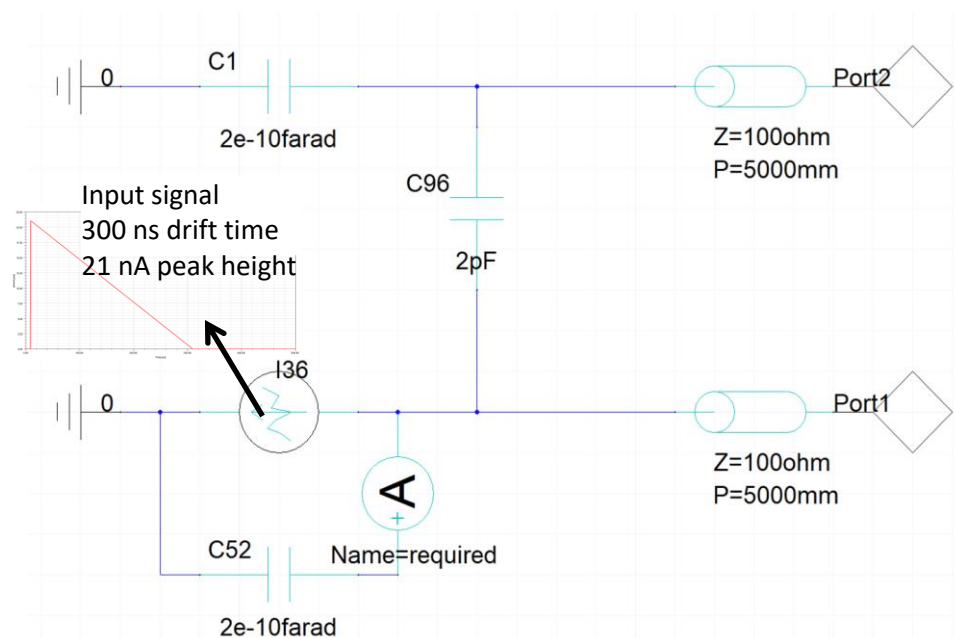 C1
0
2e-10farad
Port2
Z=100ohm
P=5000mm
Input signal
300 ns drift time
21 nA peak height
C96
2pF
I36
0
Port1
Z=100ohm
P=5000mm
A
+
C52
Name=required
2e-10farad